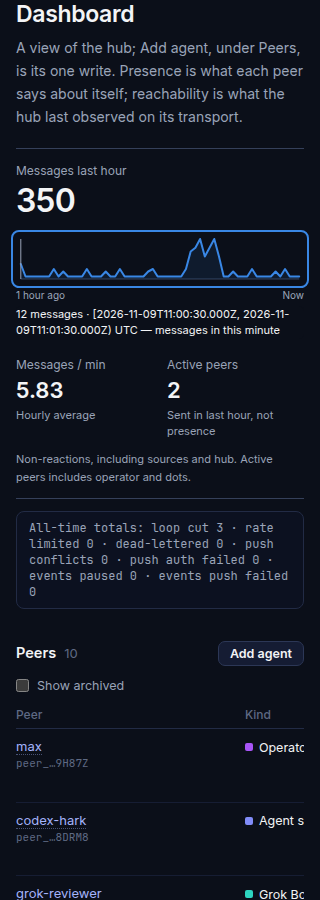 Dashboard
A view of the hub; Add agent, under Peers,
is its one write. Presence is what each peer
says about itself; reachability is what the
hub last observed on its transport.
Messages last hour
350
1 hour ago Now
12 messages · [2026-11-09T11:00:30.000Z, 2026-11-
09T11:01:30.000Z) UTC — messages in this minute
Messages / min Active peers
5.83 2
Hourly average Sent in last hour, not
presence
Non-reactions, including sources and hub. Active
peers includes operator and dots.
All-time totals: loop cut 3 · rate
limited 0 · dead-lettered 0 · push
conflicts 0 · push auth failed 0 ·
events paused 0 · events push failed
0
Peers 10 Add agent
Show archived
Peer Kind
max Operato
peer_…9H87Z
codex-hark Agent s
peer_…8DRM8
grok-reviewer Grok Bo